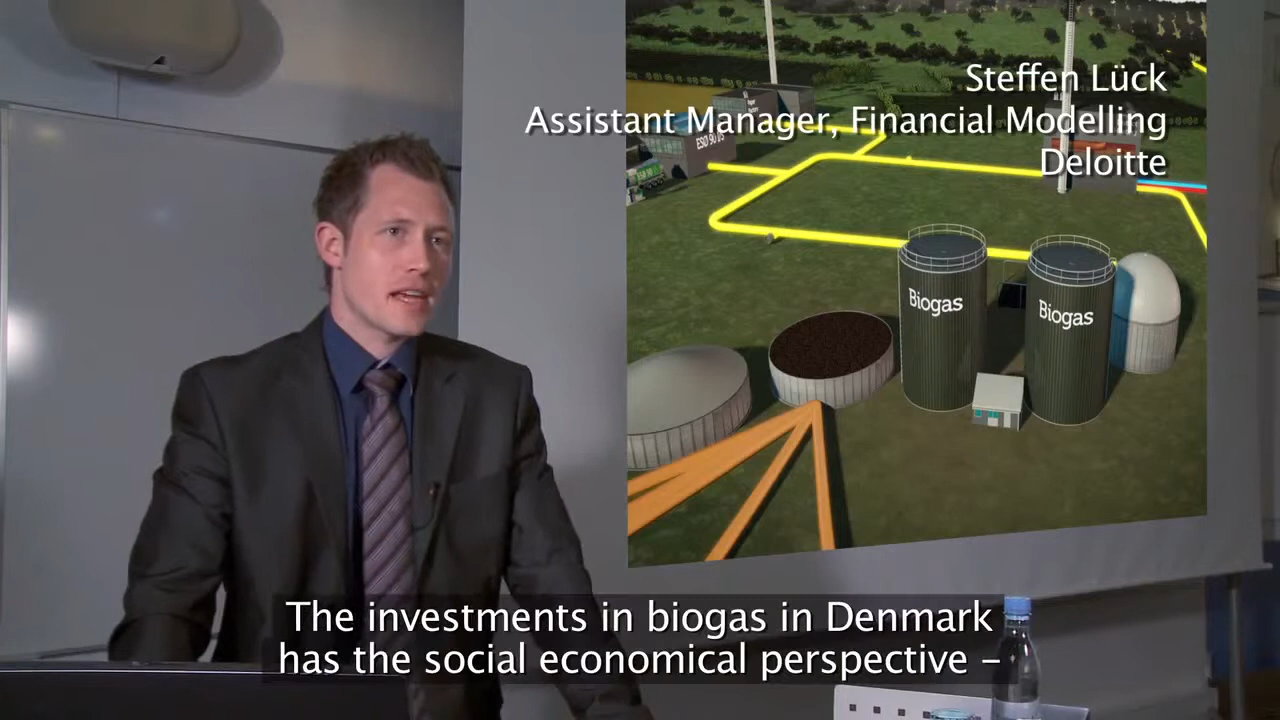 Steffen Lück
Assistant Manager, Financial Modelling
Deloitte
Biogas
Biogas
The investments in biogas in Denmark
has the social economical perspective –